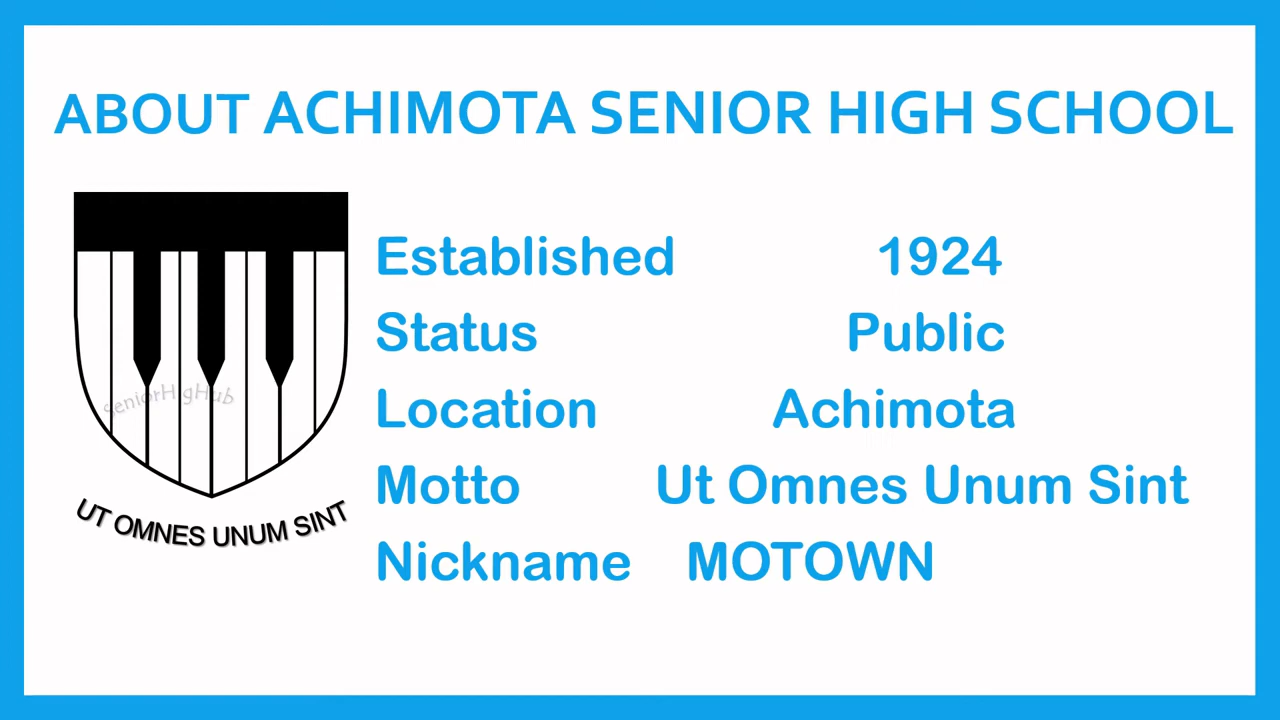 ABOUT ACHIMOTA SENIOR HIGH SCHOOL
Established 1924
Status Public
Location Achimota
Motto Ut Omnes Unum Sint
Nickname MOTOWN
SeniorHigHub
UT OMNES UNUM SINT